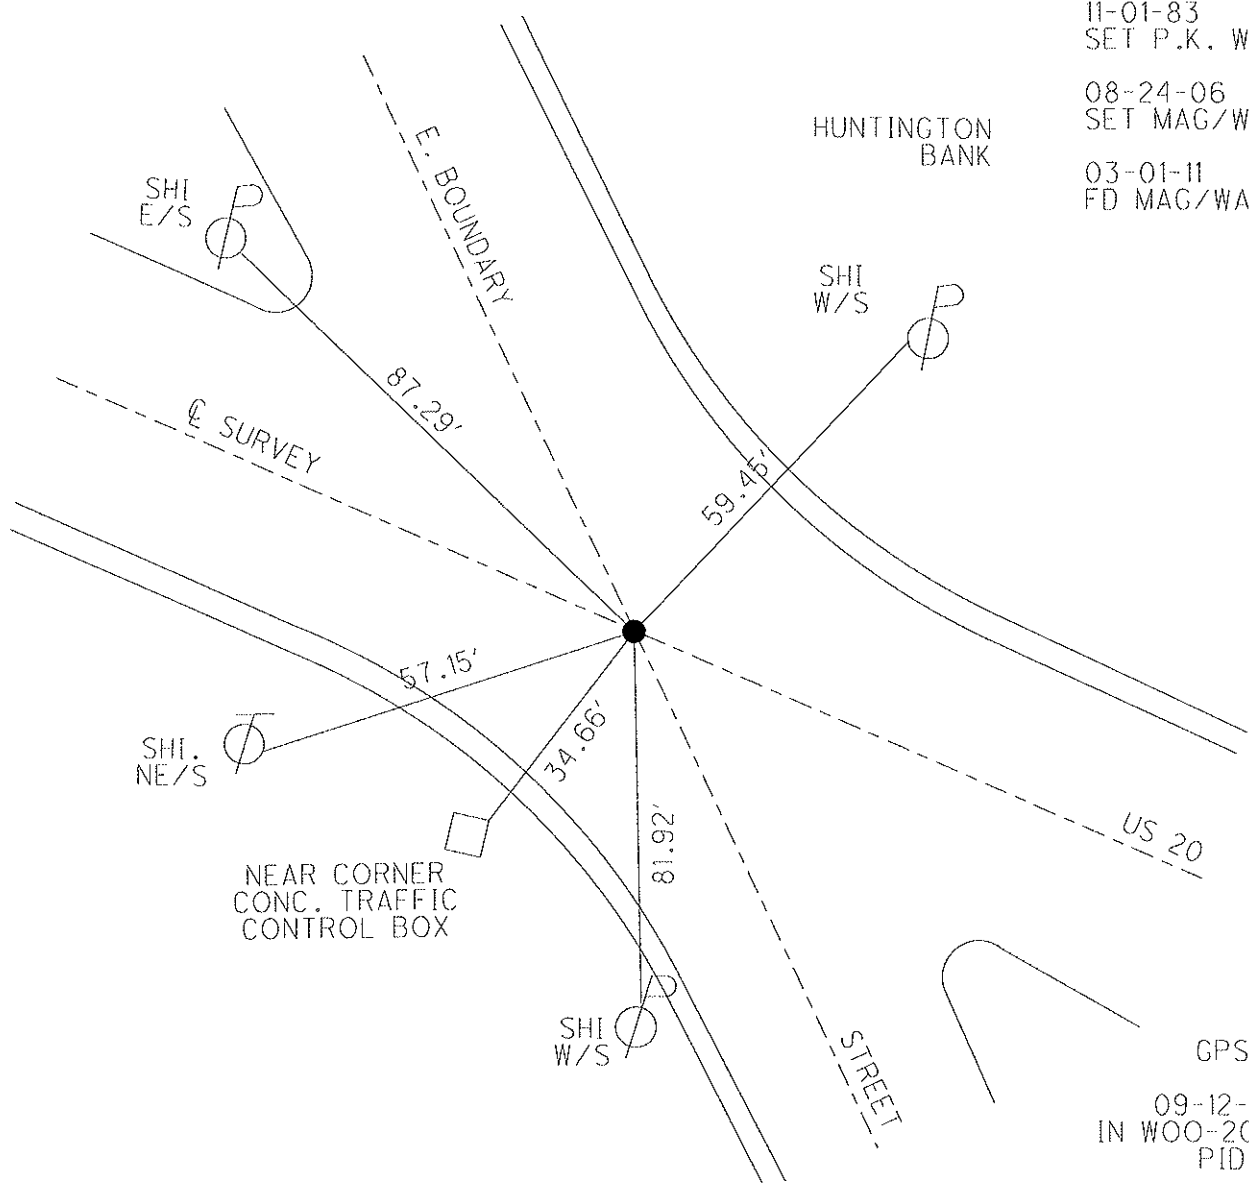 11-01-83
SET P.K. W
08-24-06
SET MAG/W
03-01-11
FD MAG/WA
HUNTINGTON
BANK
E. BOUNDARY
SHI
E/S
SHI
W/S
87.29'
℄ SURVEY
59.45'
57.15'
SHI.
NE/S
34.66'
81.92'
US 20
NEAR CORNER
CONC. TRAFFIC
CONTROL BOX
SHI
W/S
STREET
GPS
09-12-
IN WOO-20
PID